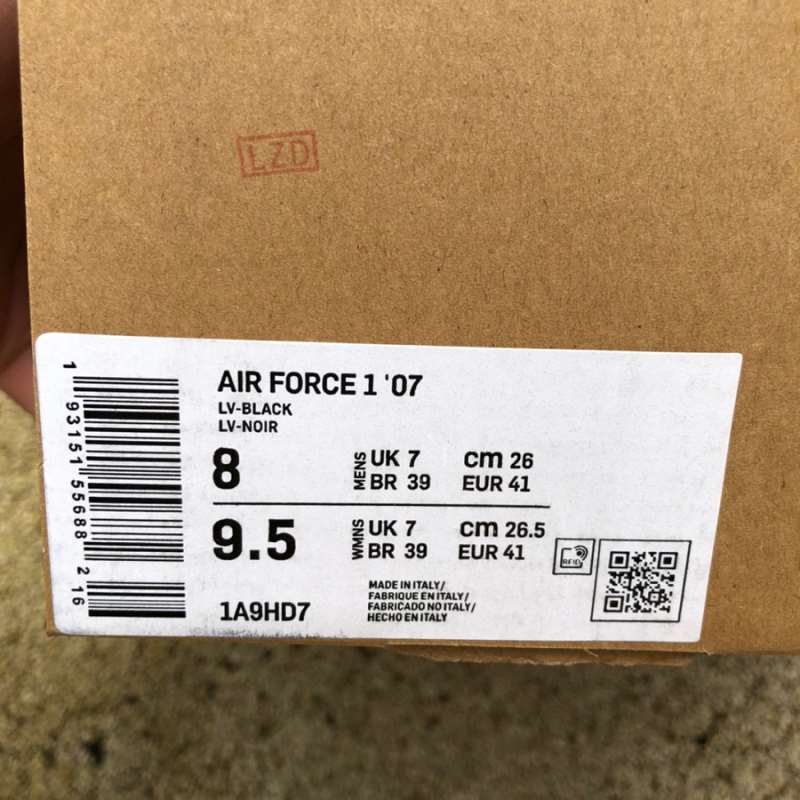 LZD
AIR FORCE 1 '07
LV-BLACK
LV-NOIR
8
MENS
UK 7
cm 26
BR 39
EUR 41
9.5
WMNS
UK 7
cm 26.5
BR 39
EUR 41
RFID
1A9HD7
MADE IN ITALY/
FABRIQUE EN ITALY/
FABRICADO NO ITALY/
HECHO EN ITALY
1 93151 55688 2 16